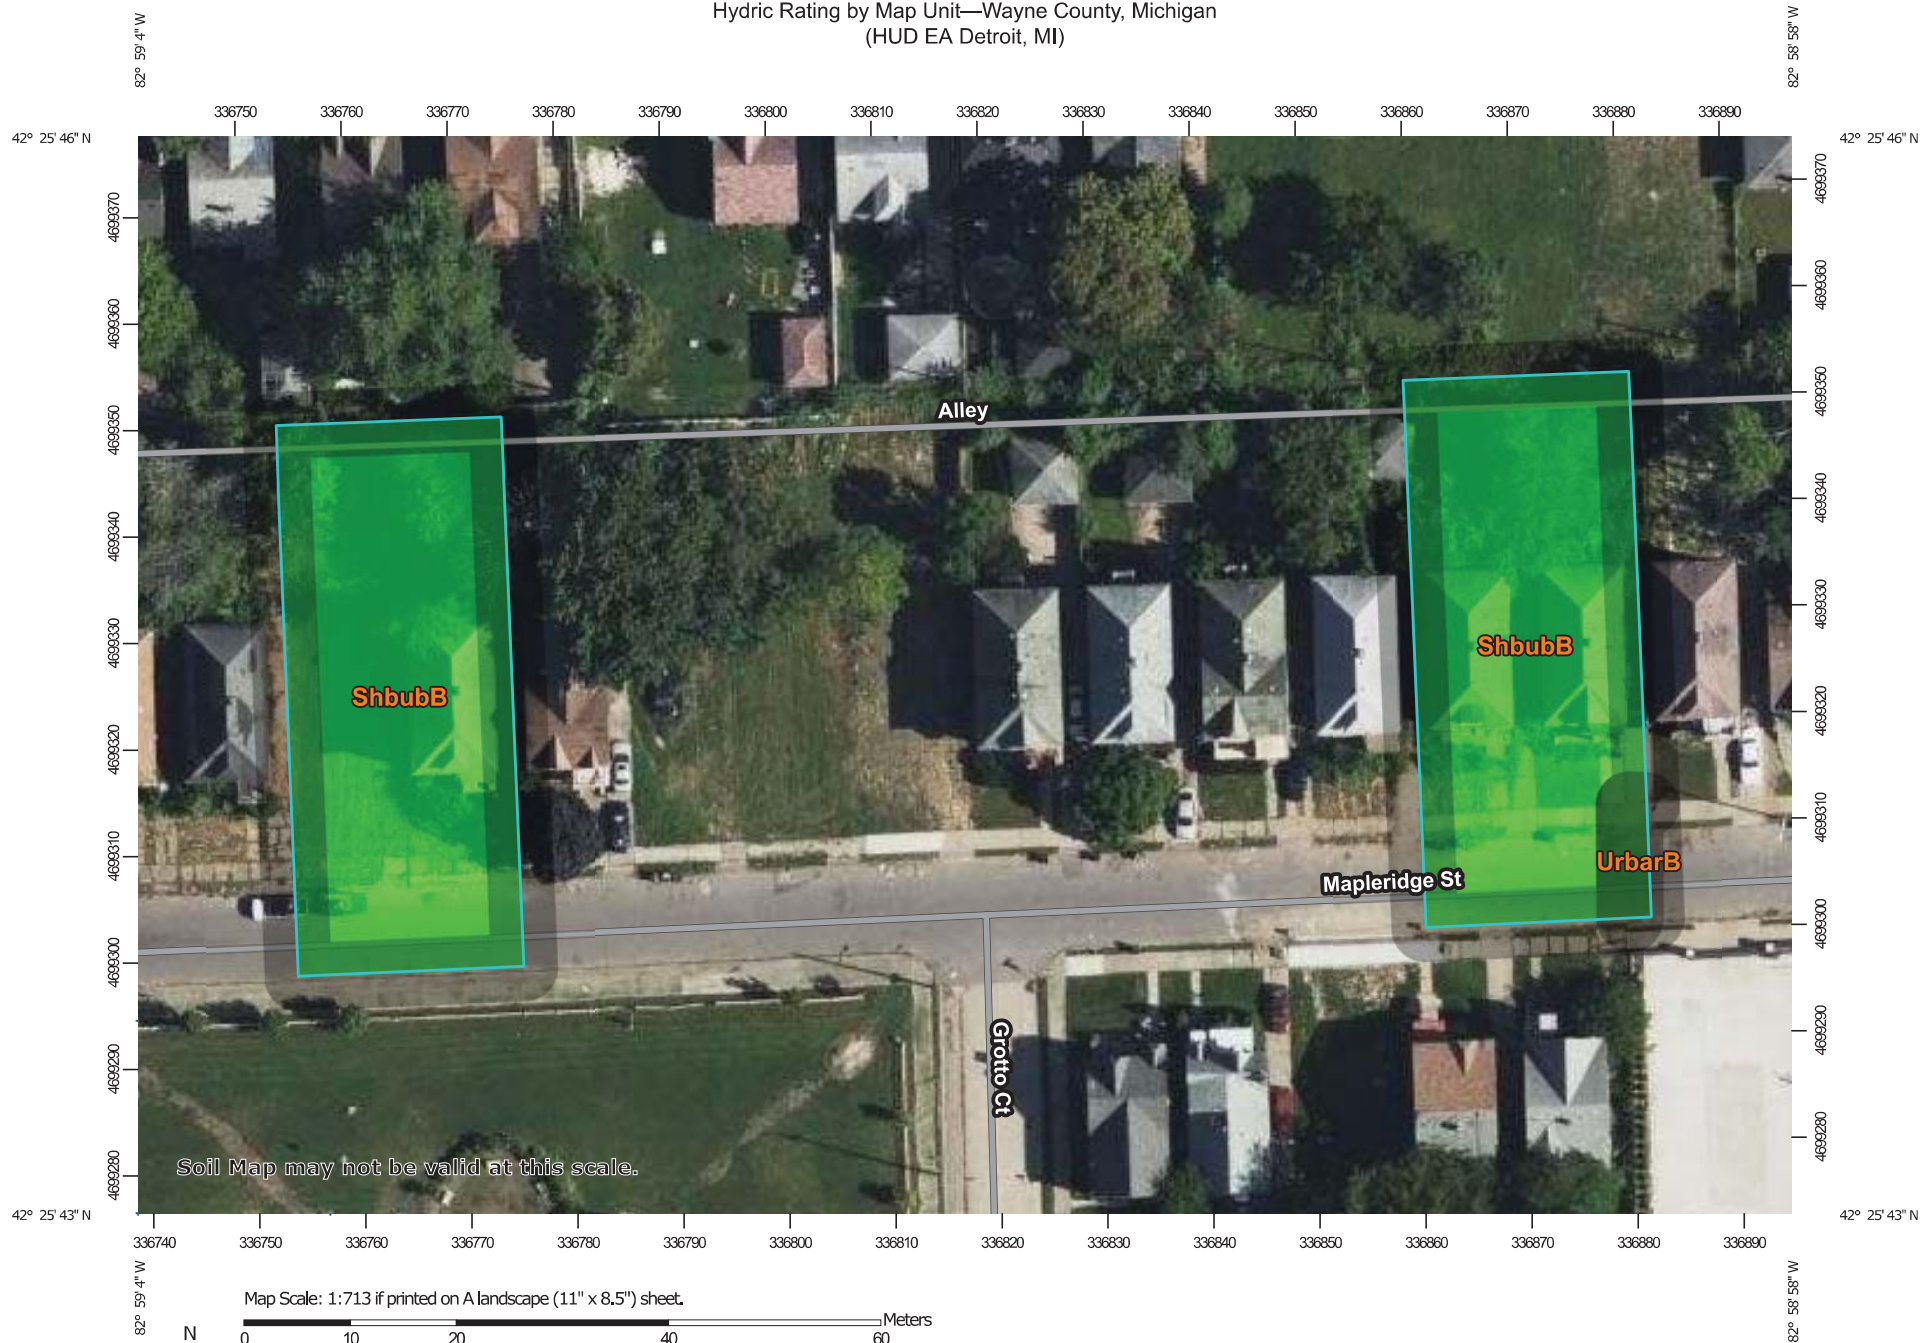 Hydric Rating by Map Unit—Wayne County, Michigan
(HUD EA Detroit, MI)
82° 59' 4" W
82° 58' 58" W
336750 336760 336770 336780 336790 336800 336810 336820 336830 336840 336850 336860 336870 336880 336890
42° 25' 46" N
42° 25' 46" N
4699370
4699360
4699350
4699340
4699330
4699320
4699310
4699300
4699290
4699280
4699370
4699360
4699350
4699340
4699330
4699320
4699310
4699300
4699290
4699280
Alley
ShbubB
ShbubB
UrbarB
Mapleridge St
Grotto Ct
Soil Map may not be valid at this scale.
42° 25' 43" N
42° 25' 43" N
336740 336750 336760 336770 336780 336790 336800 336810 336820 336830 336840 336850 336860 336870 336880 336890
82° 59' 4" W
82° 58' 58" W
Map Scale: 1:713 if printed on A landscape (11" x 8.5") sheet.
Meters
N 0 10 20 40 60